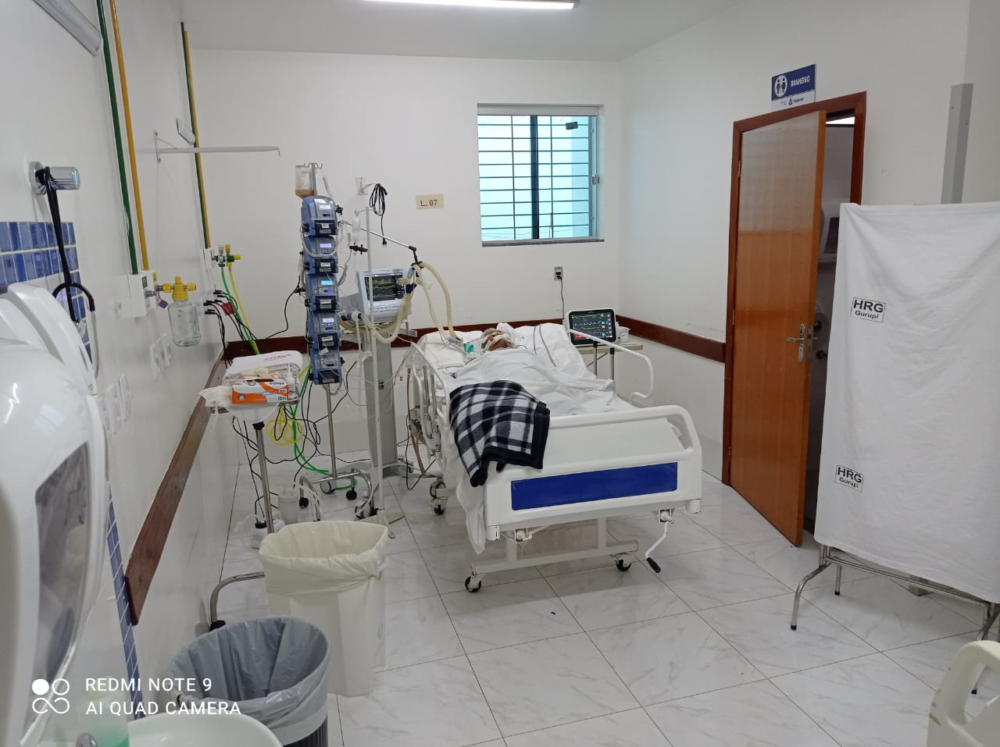 BANHEIRO
L. 07
HRG
Gurupi
HRG
Gurupi
REDMI NOTE 9
AI QUAD CAMERA